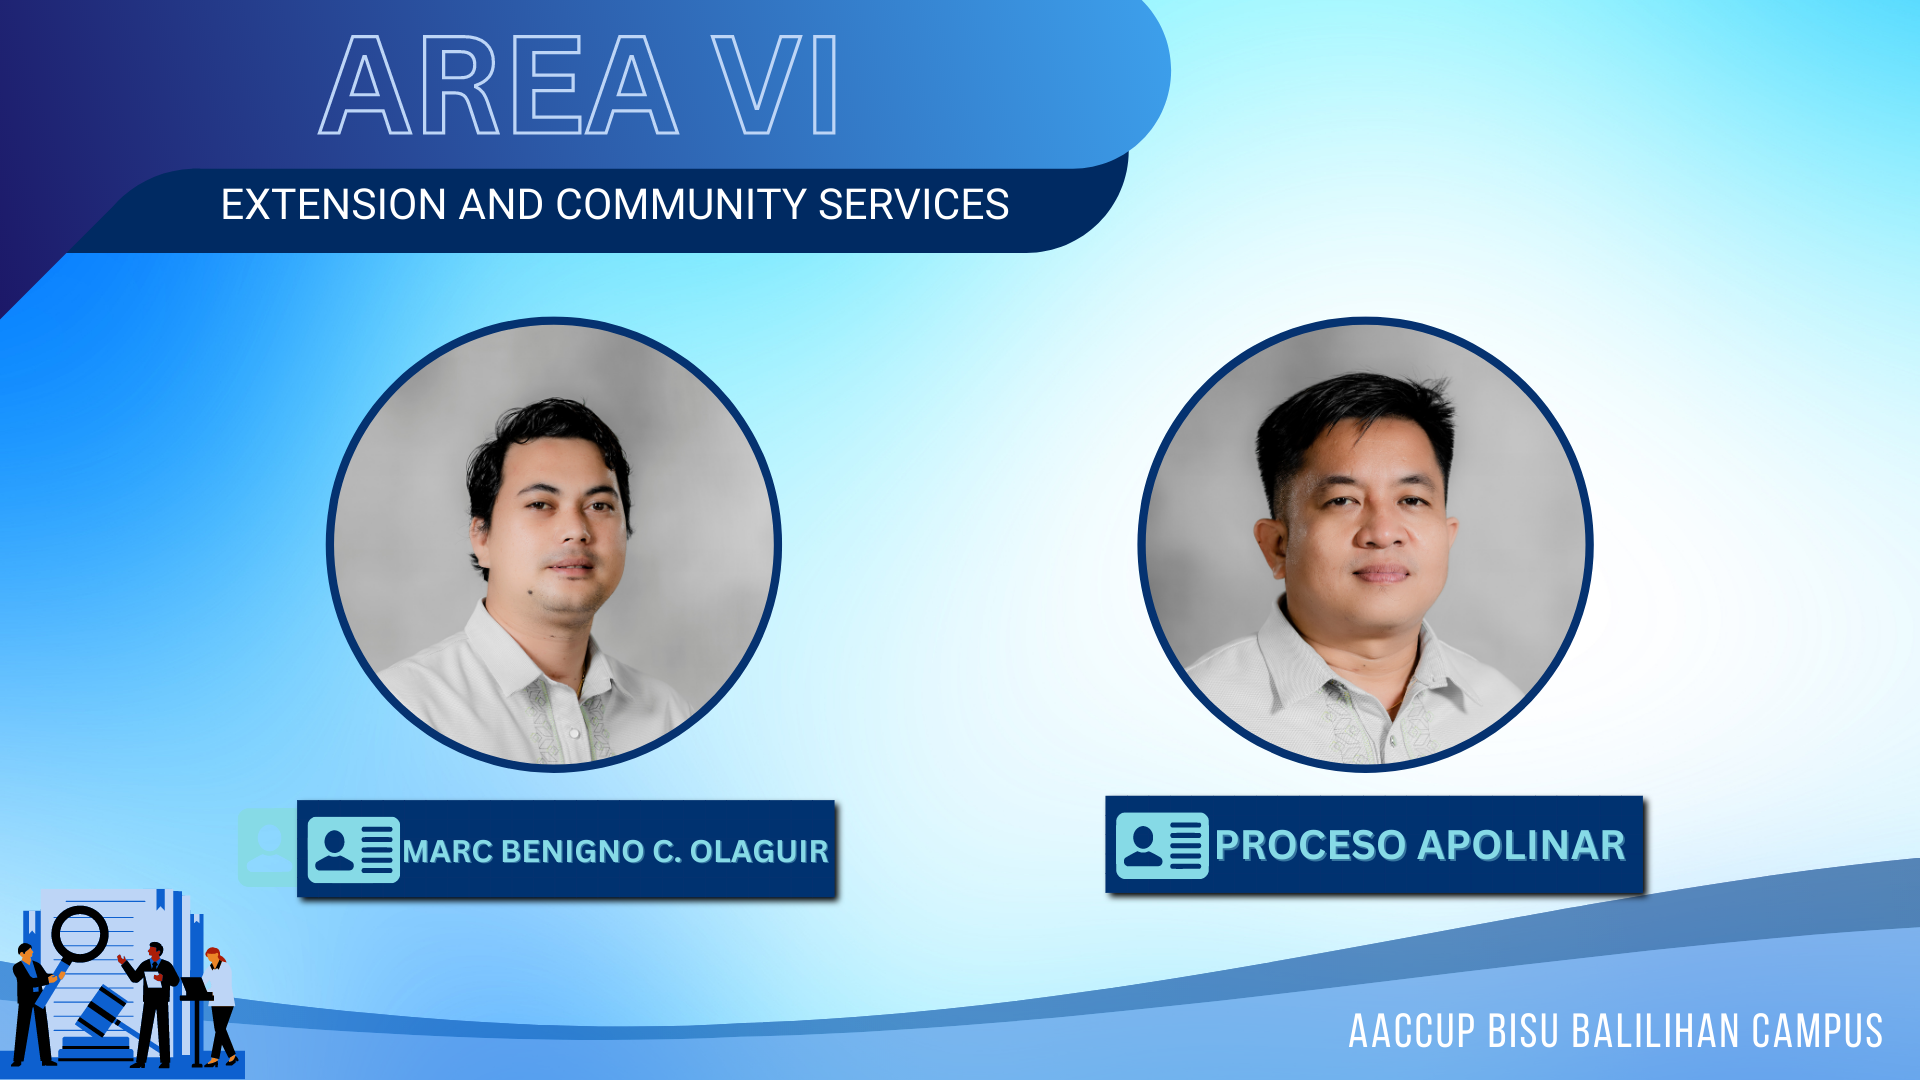 AREA VI
EXTENSION AND COMMUNITY SERVICES
MARC BENIGNO C. OLAGUIR
PROCESO APOLINAR
AACCUP BISU BALILIHAN CAMPUS